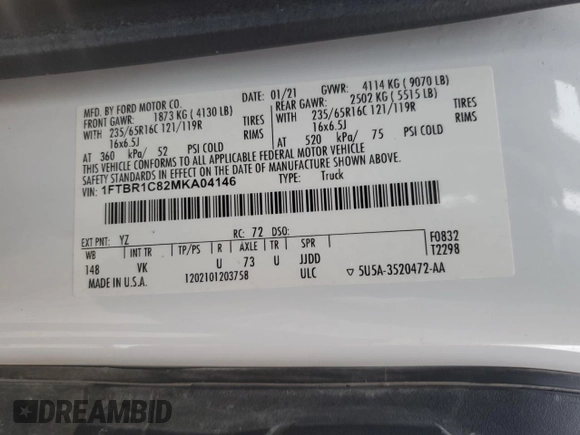 MFD. BY FORD MOTOR CO.
DATE: 01/21 GVWR: 4114 KG ( 9070 LB)
FRONT GAWR: 1873 KG ( 4130 LB)
REAR GAWR: 2502 KG ( 5515 LB)
WITH 235/65R16C 121/119R TIRES
WITH 235/65R16C 121/119R TIRES
16x6.5J RIMS
16x6.5J RIMS
AT 360 kPa/ 52 PSI COLD
AT 520 kPa/ 75 PSI COLD
THIS VEHICLE CONFORMS TO ALL APPLICABLE FEDERAL MOTOR VEHICLE
SAFETY AND THEFT PREVENTION STANDARDS IN EFFECT ON THE DATE OF MANUFACTURE SHOWN ABOVE.
VIN: 1FTBR1C82MKA04146 TYPE: Truck
EXT PNT: YZ RC: 72 DSO:
WB INT TR TP/PS R AXLE TR SPR
148 VK U 73 U JJDD
F0832
T2298
MADE IN U.S.A. 1202101203758 ULC ▽ 5U5A-3520472-AA
DREAMBID